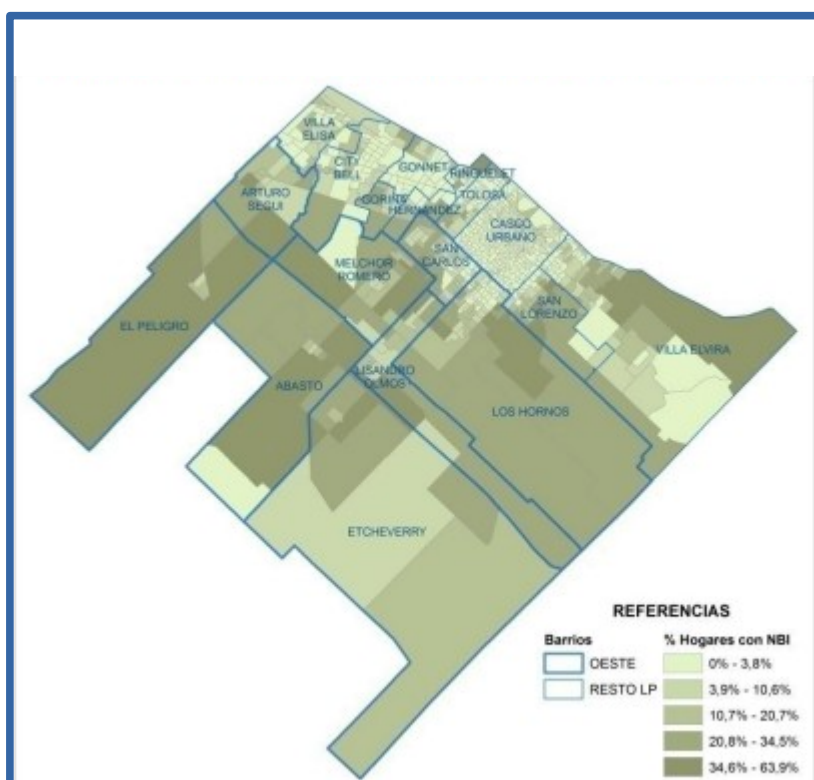 VILLA
ELISA
CITY
BELL
GONNET
RINGUELET
TOLOSA
ARTURO
SEGUI
GORINA
HERNANDEZ
CASCO
URBANO
SAN
CARLOS
MELCHOR
ROMERO
SAN
LORENZO
EL PELIGRO
VILLA ELVIRA
LISANDRO
OLMOS
ABASTO
LOS HORNOS
ETCHEVERRY
REFERENCIAS
Barrios
OESTE
RESTO LP
% Hogares con NBI
0% - 3,8%
3,9% - 10,6%
10,7% - 20,7%
20,8% - 34,5%
34,6% - 63,9%